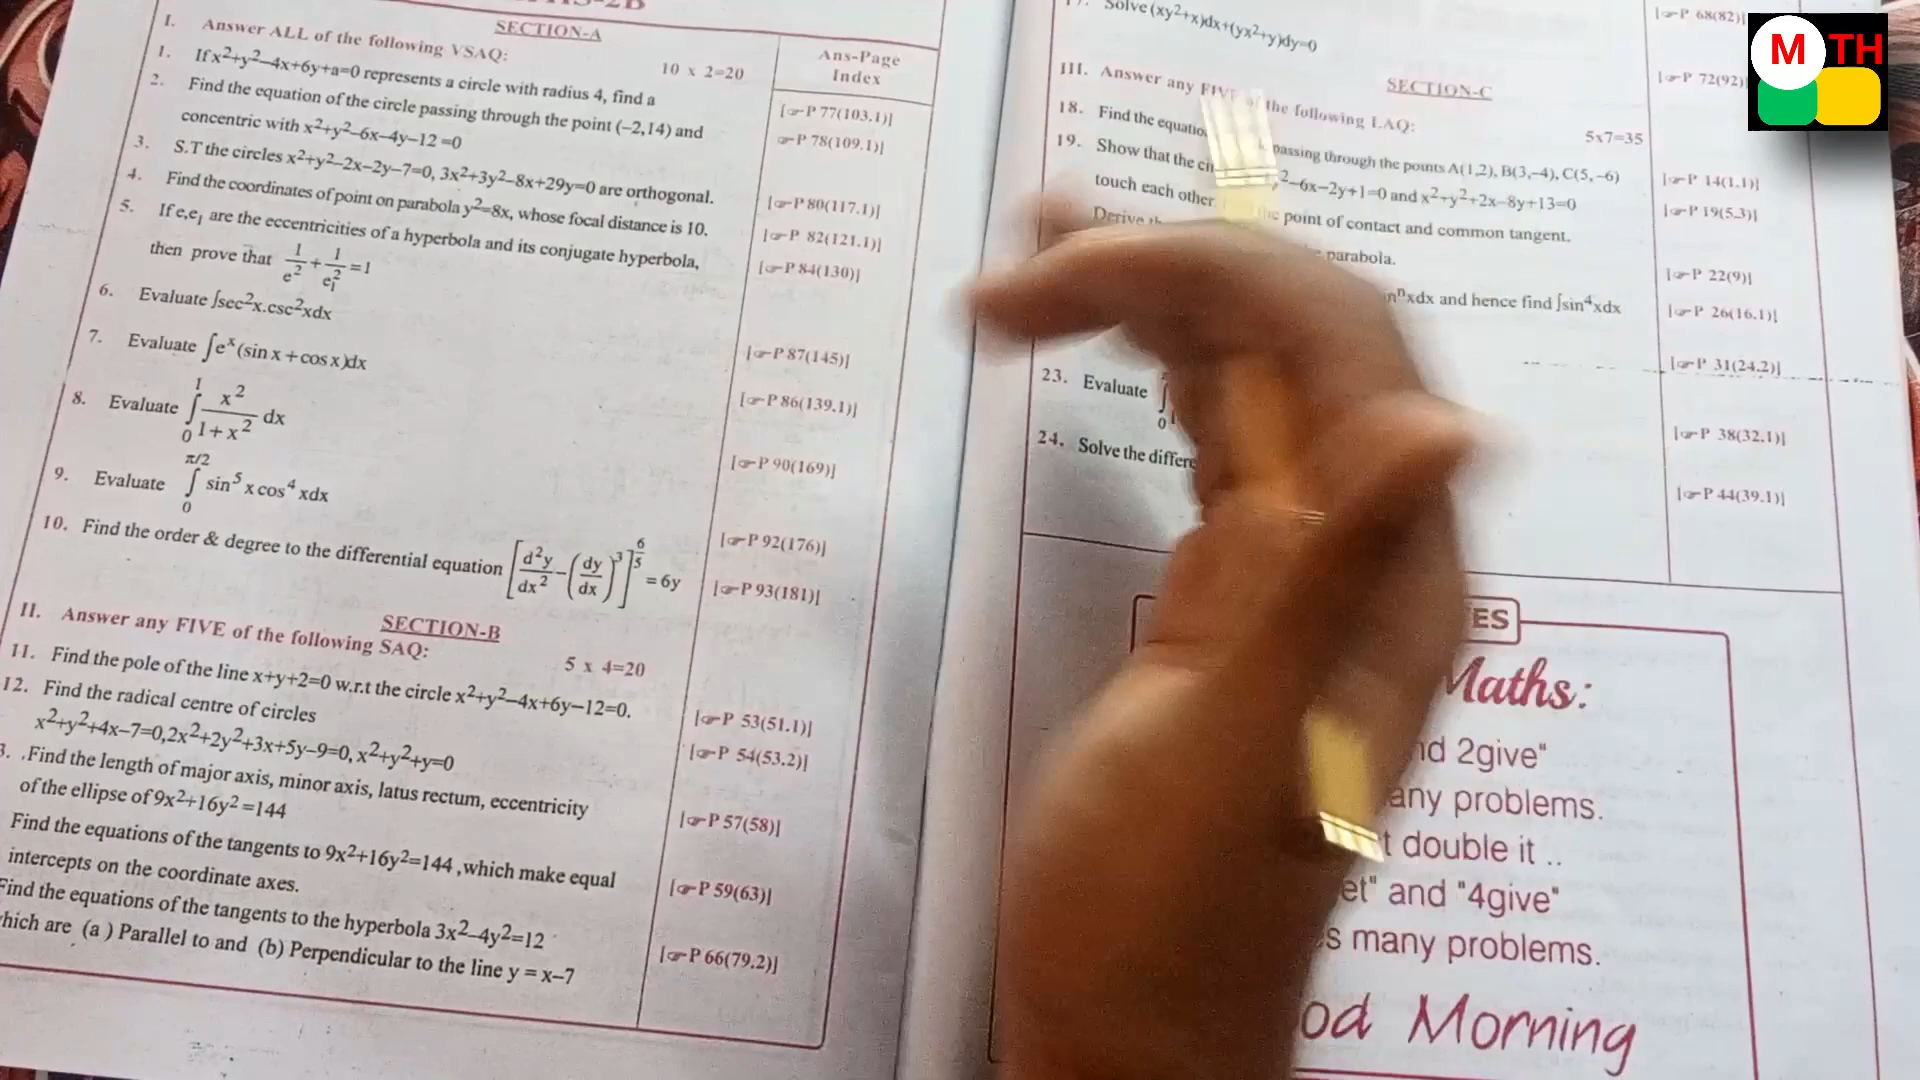 SECTION-A
I. Answer ALL of the following VSAQ: 10 x 2=20
Ans-Page
Index
1. If x²+y²–4x+6y+a=0 represents a circle with radius 4, find a [☞P 77(103.1)]
2. Find the equation of the circle passing through the point (–2,14) and
concentric with x²+y²–6x–4y–12=0 ☞P 78(109.1)]
3. S.T the circles x²+y²–2x–2y–7=0, 3x²+3y²–8x+29y=0 are orthogonal. [☞P 80(117.1)]
4. Find the coordinates of point on parabola y²=8x, whose focal distance is 10. [☞P 82(121.1)]
5. If e,e₁ are the eccentricities of a hyperbola and its conjugate hyperbola,
then prove that 1/e² + 1/e₁² = 1 [☞P 84(130)]
6. Evaluate ∫sec²x.csc²xdx
7. Evaluate ∫eˣ(sin x + cos x)dx [☞P 87(145)]
8. Evaluate ∫₀¹ x²/(1+x²) dx [☞P 86(139.1)]
9. Evaluate ∫₀^(π/2) sin⁵ x cos⁴ xdx [☞P 90(169)]
10. Find the order & degree to the differential equation [d²y/dx² – (dy/dx)³]^(6/5) = 6y [☞P 92(176)]
[☞P 93(181)]
SECTION-B
II. Answer any FIVE of the following SAQ: 5 x 4=20
11. Find the pole of the line x+y+2=0 w.r.t the circle x²+y²–4x+6y–12=0.
12. Find the radical centre of circles [☞P 53(51.1)]
x²+y²+4x–7=0,2x²+2y²+3x+5y–9=0, x²+y²+y=0 [☞P 54(53.2)]
3. .Find the length of major axis, minor axis, latus rectum, eccentricity
of the ellipse of 9x²+16y²=144 [☞P 57(58)]
Find the equations of the tangents to 9x²+16y²=144 ,which make equal
intercepts on the coordinate axes. [☞P 59(63)]
Find the equations of the tangents to the hyperbola 3x²–4y²=12
which are (a ) Parallel to and (b) Perpendicular to the line y = x–7 [☞P 66(79.2)]
Solve (xy²+x)dx+(yx²+y)dy=0
[☞P 68(82)]
[☞P 72(92)]
SECTION-C
III. Answer any FIVE of the following LAQ: 5x7=35
18. Find the equation passing through the points A(1,2), B(3,–4), C(5,–6) [☞P 14(1.1)]
19. Show that the ²–6x–2y+1=0 and x²+y²+2x–8y+13=0 [☞P 19(5.3)]
touch each other. point of contact and common tangent.
Derive parabola. [☞P 22(9)]
xdx and hence find ∫sin⁴xdx [☞P 26(16.1)]
[☞P 31(24.2)]
23. Evaluate ∫ [☞P 38(32.1)]
24. Solve the differe [☞P 44(39.1)]
ES
Maths:
nd 2give"
any problems.
t double it ..
et" and "4give"
s many problems.
od Morning
M TH